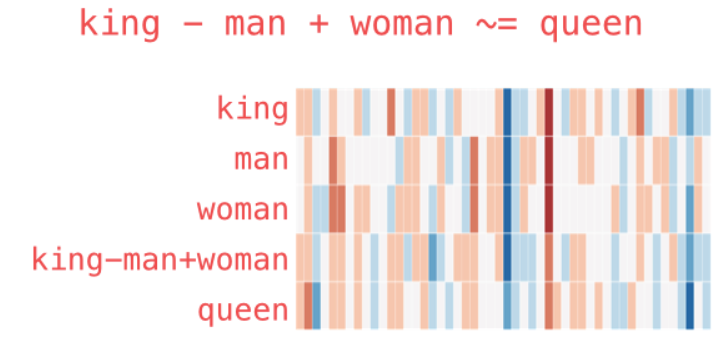 king − man + woman ~= queen
king
man
woman
king−man+woman
queen